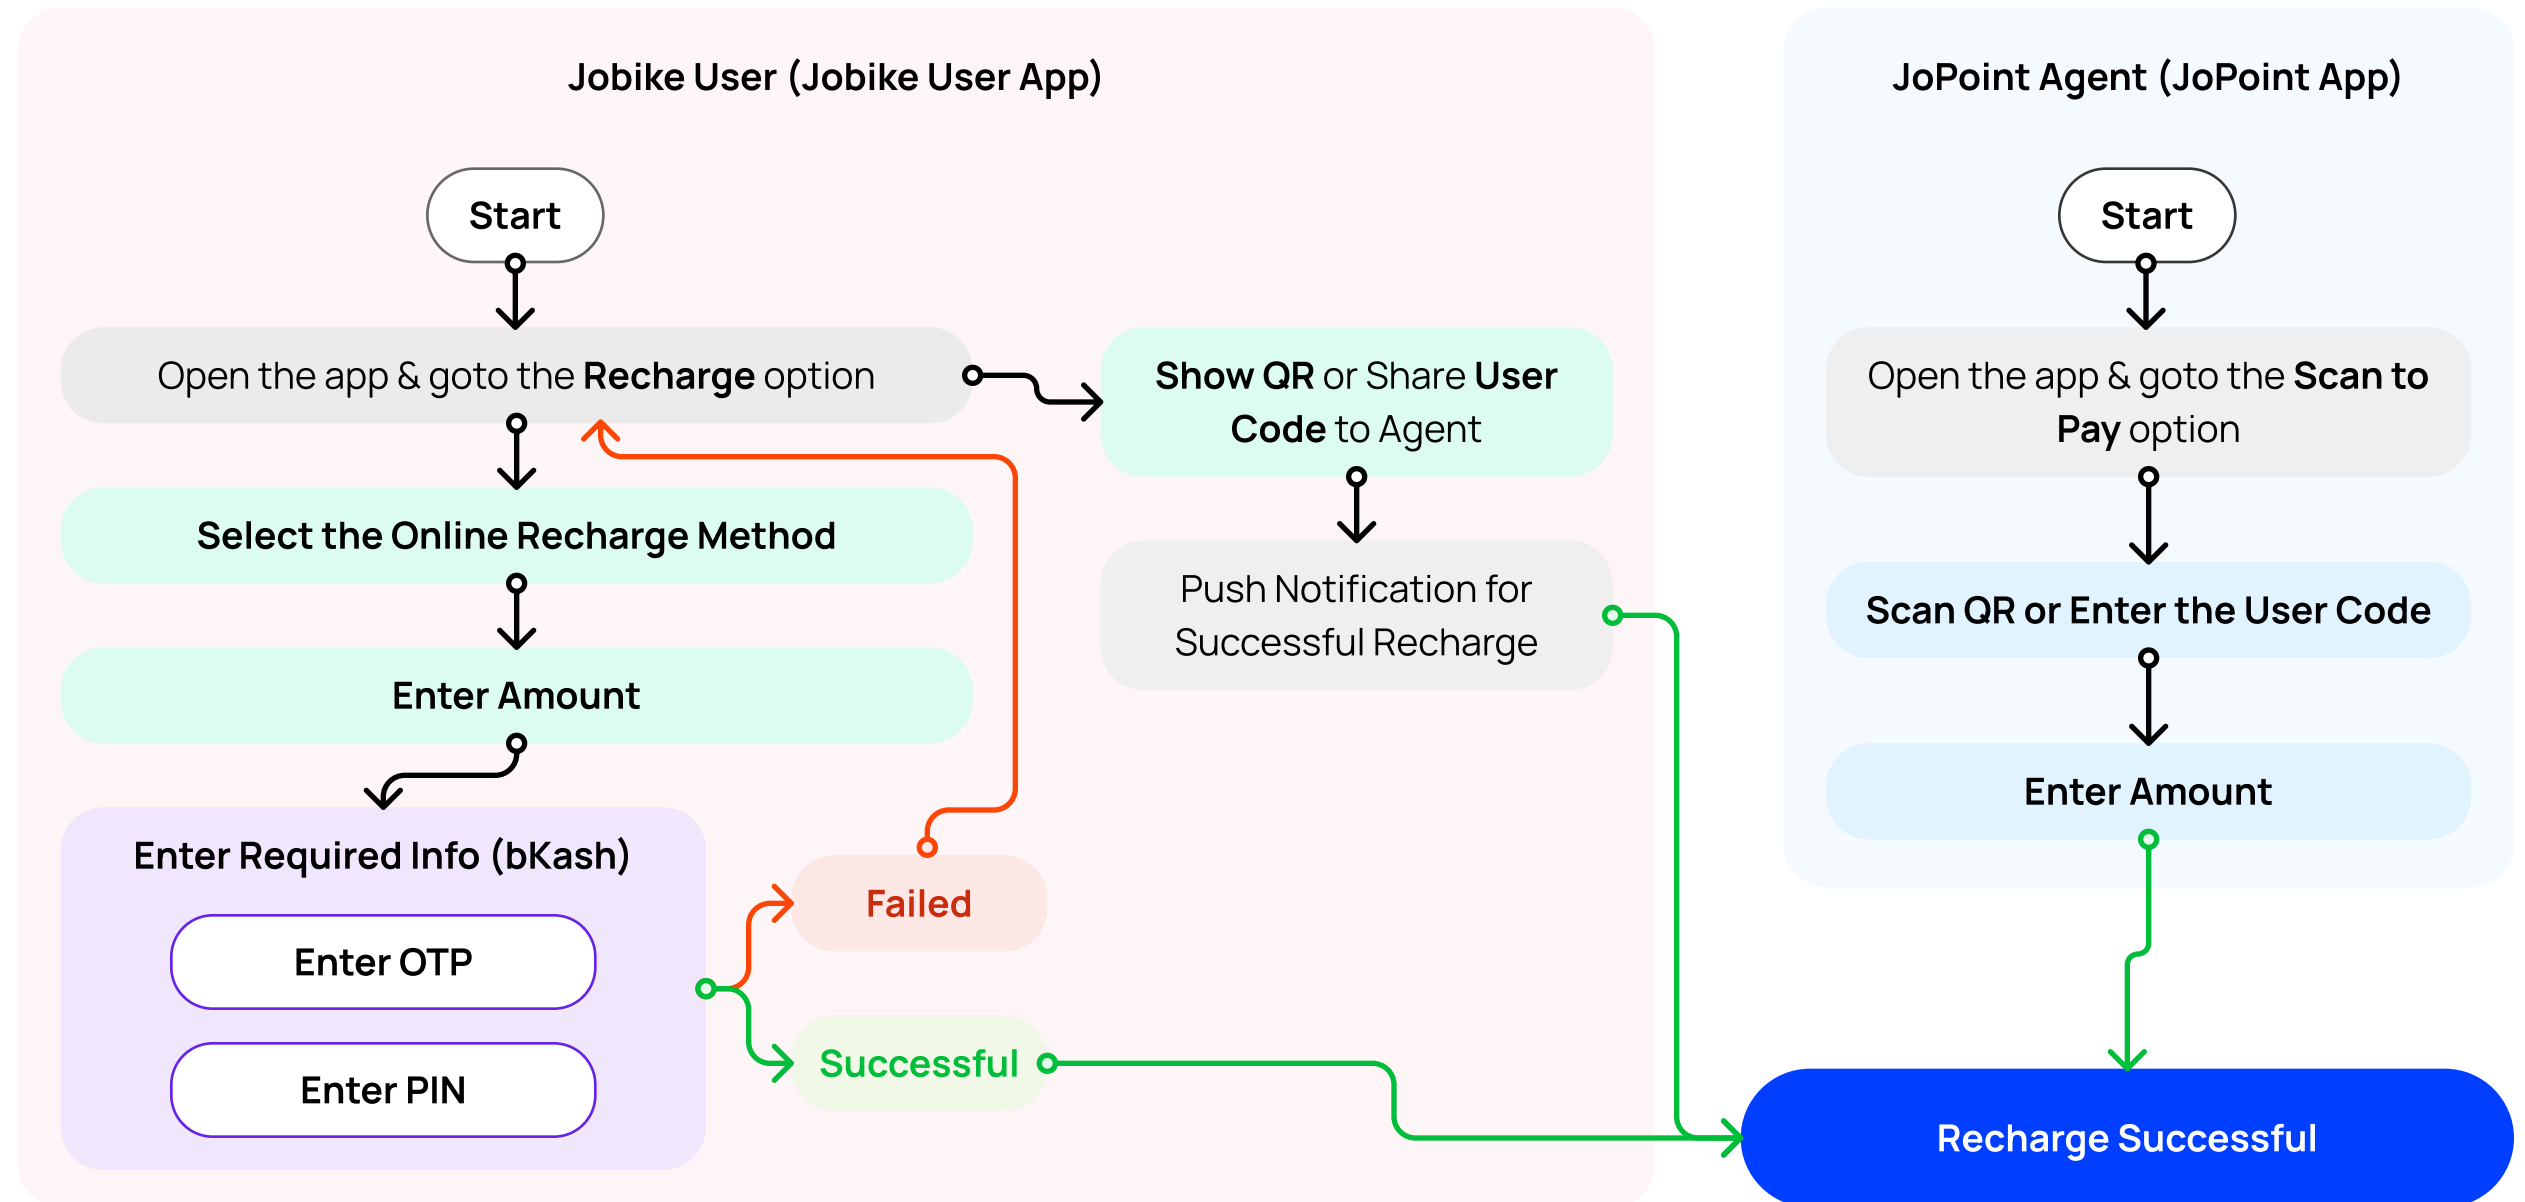 Jobike User (Jobike User App)
Start
Open the app & goto the Recharge option
Select the Online Recharge Method
Enter Amount
Enter Required Info (bKash)
Enter OTP
Enter PIN
Failed
Successful
Show QR or Share User
Code to Agent
Push Notification for
Successful Recharge
JoPoint Agent (JoPoint App)
Start
Open the app & goto the Scan to
Pay option
Scan QR or Enter the User Code
Enter Amount
Recharge Successful